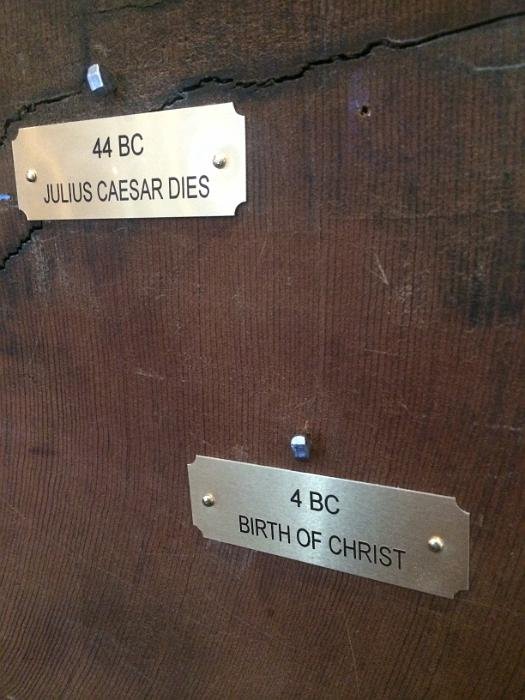 44 BC
JULIUS CAESAR DIES
4 BC
BIRTH OF CHRIST